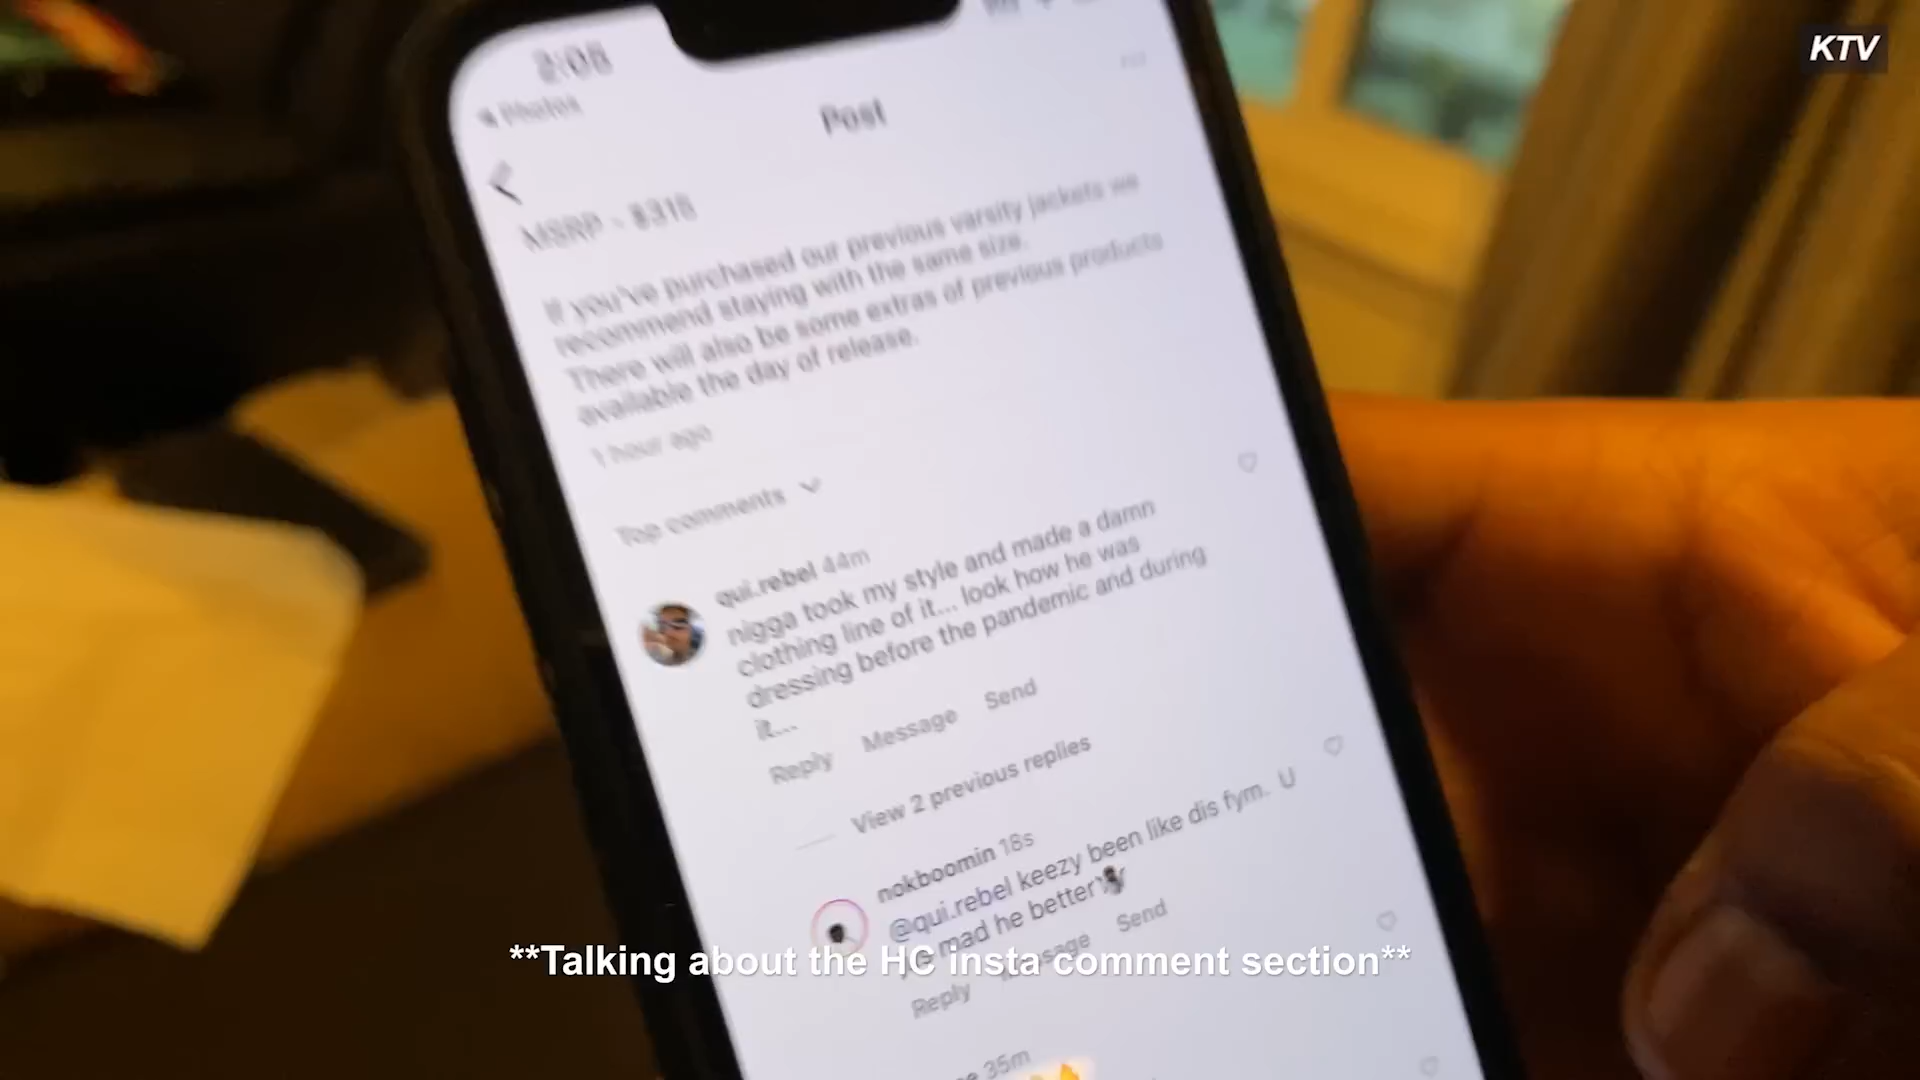 KTV
2:08
Photos
Post
MSRP - $318
If you've purchased our previous varsity jackets we
recommend staying with the same size.
There will also be some extras of previous products
available the day of release.
1 hour ago
Top comments
qui.rebel 44m
nigga took my style and made a damn
clothing line of it... look how he was
dressing before the pandemic and during
it...
Reply Message Send
View 2 previous replies
nokboomin 18s
@qui.rebel keezy been like dis fym. U
mad he better
Reply Message Send
35m
**Talking about the HC insta comment section**